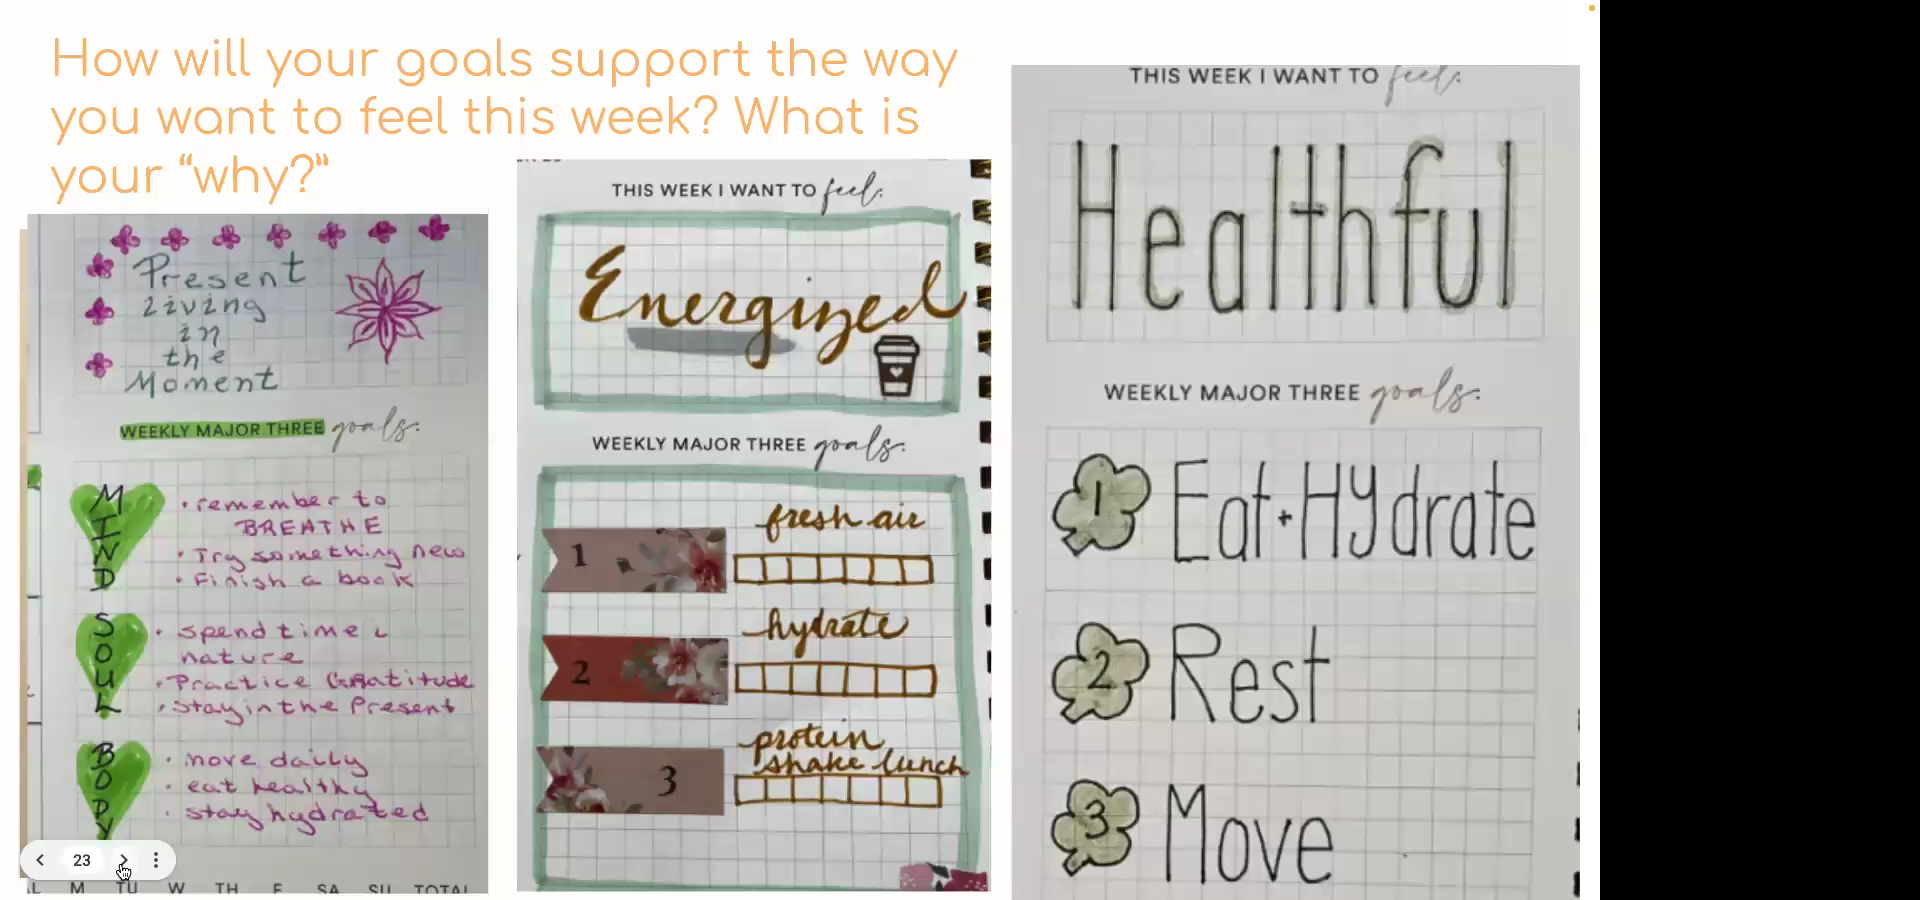 How will your goals support the way
you want to feel this week? What is
your “why?”
Present
Living
in
the
Moment
WEEKLY MAJOR THREE goals:
MIND
• remember to
BREATHE
• Try something new
• Finish a book
SOUL
• spend time i
nature
• Practice Gratitude
• stay in the Present
BODY
• move daily
• eat healthy
• stay hydrated
M TU W TH F SA SU TOTAL
23
THIS WEEK I WANT TO feel:
Energized
WEEKLY MAJOR THREE goals:
1
fresh air
2
hydrate
3
protein
shake lunch
THIS WEEK I WANT TO feel:
Healthful
WEEKLY MAJOR THREE goals:
1 Eat + Hydrate
2 Rest
3 Move